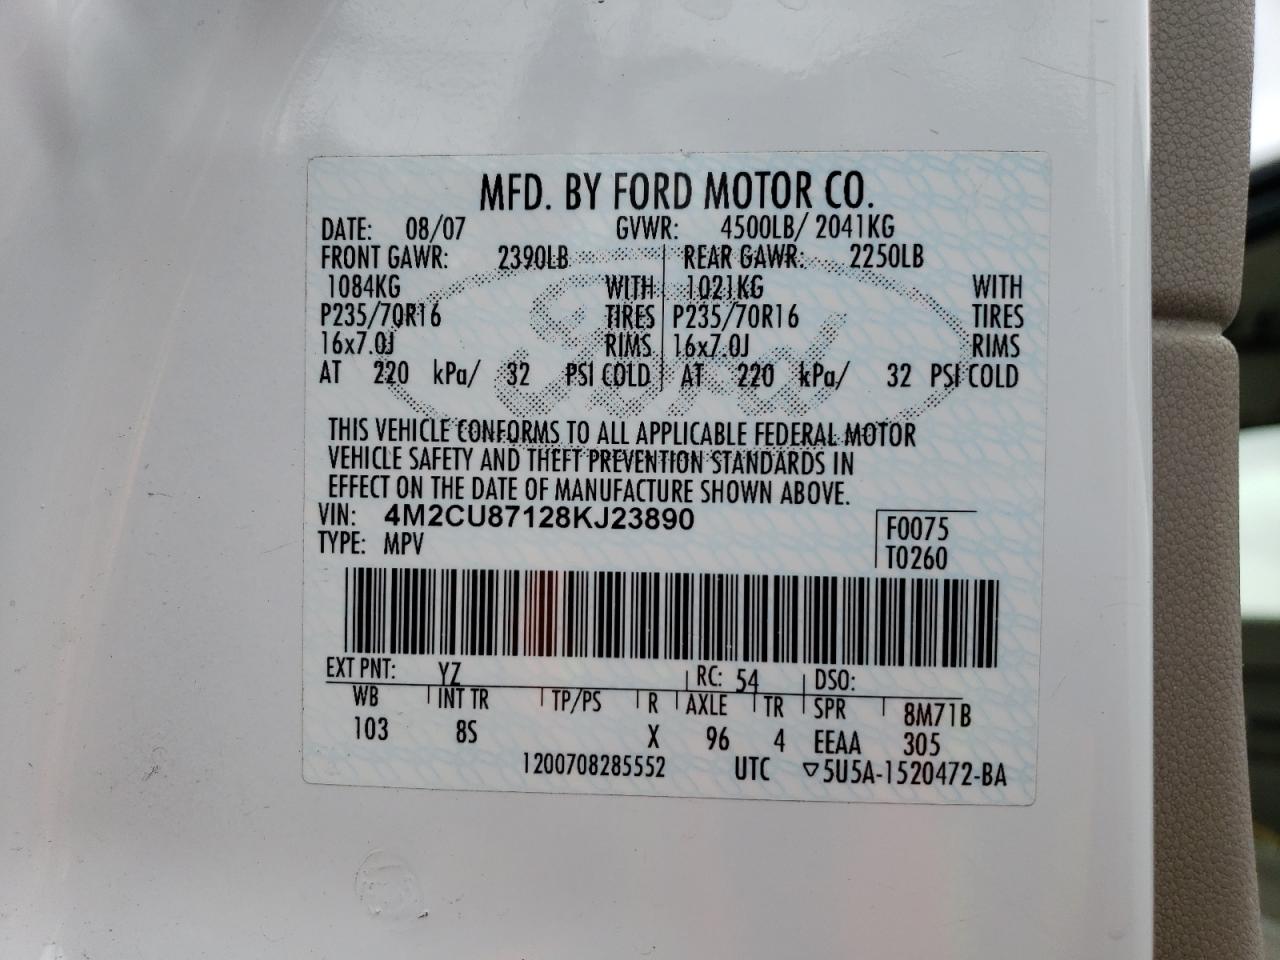 MFD. BY FORD MOTOR CO.
DATE: 08/07 GVWR: 4500LB/ 2041KG
FRONT GAWR: 2390LB REAR GAWR: 2250LB
1084KG WITH 1021KG WITH
P235/70R16 TIRES P235/70R16 TIRES
16x7.0J RIMS 16x7.0J RIMS
AT 220 kPa/ 32 PSI COLD AT 220 kPa/ 32 PSI COLD
Ford
THIS VEHICLE CONFORMS TO ALL APPLICABLE FEDERAL MOTOR
VEHICLE SAFETY AND THEFT PREVENTION STANDARDS IN
EFFECT ON THE DATE OF MANUFACTURE SHOWN ABOVE.
VIN: 4M2CU87128KJ23890 F0075
TYPE: MPV T0260
EXT PNT: YZ RC: 54 DSO:
WB INT TR TP/PS R AXLE TR SPR 8M71B
103 8S X 96 4 EEAA 305
1200708285552 UTC ▽5U5A-1520472-BA